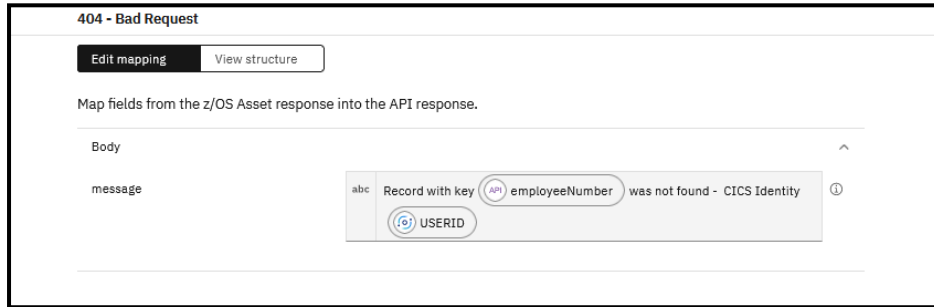 404 - Bad Request
Edit mapping View structure
Map fields from the z/OS Asset response into the API response.
Body
message abc Record with key API employeeNumber was not found - CICS Identity
USERID